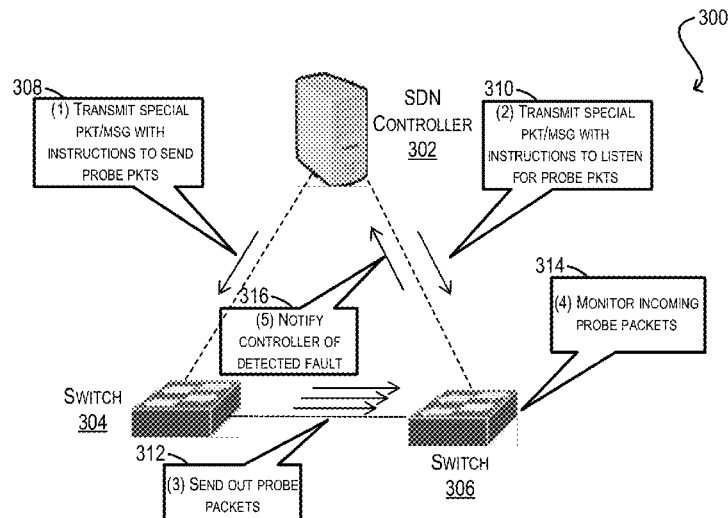 300
308
(1) TRANSMIT SPECIAL
PKT/MSG WITH
INSTRUCTIONS TO SEND
PROBE PKTS
SDN
CONTROLLER
302
310
(2) TRANSMIT SPECIAL
PKT/MSG WITH
INSTRUCTIONS TO LISTEN
FOR PROBE PKTS
316
(5) NOTIFY
CONTROLLER OF
DETECTED FAULT
314
(4) MONITOR INCOMING
PROBE PACKETS
SWITCH
304
312
(3) SEND OUT PROBE
PACKETS
SWITCH
306